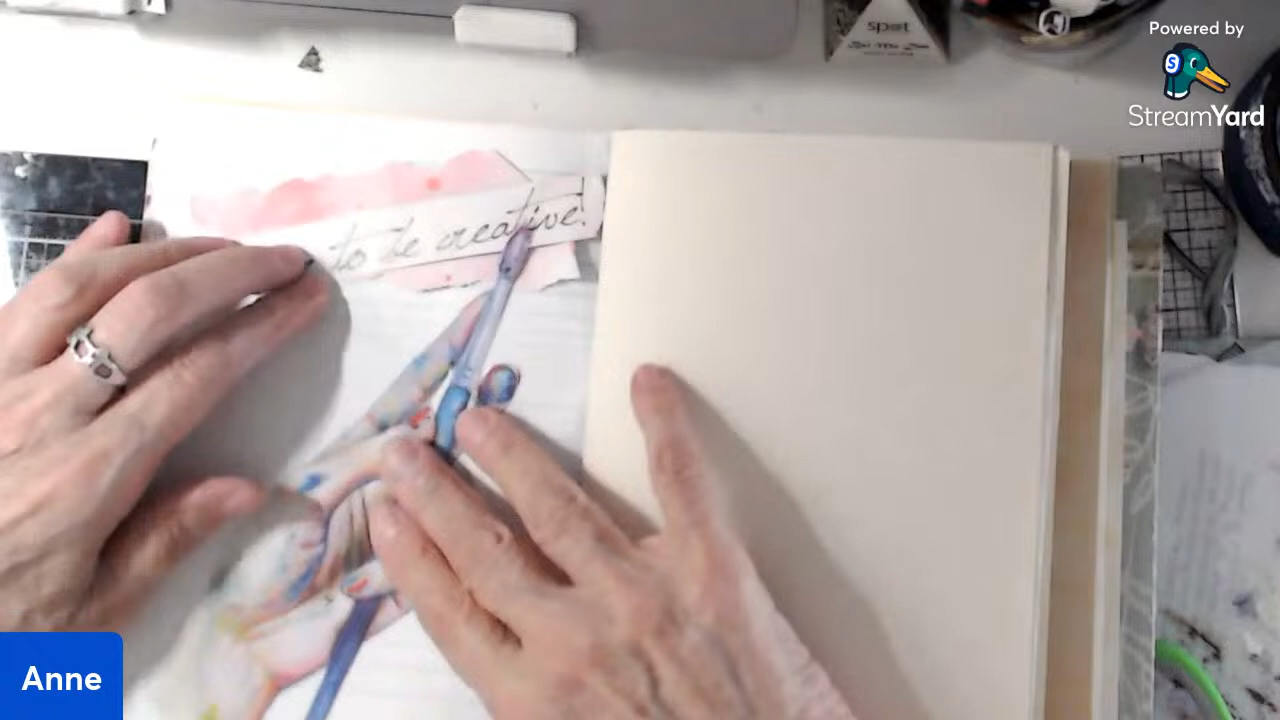 Powered by
StreamYard
spot
to be creative!
Anne